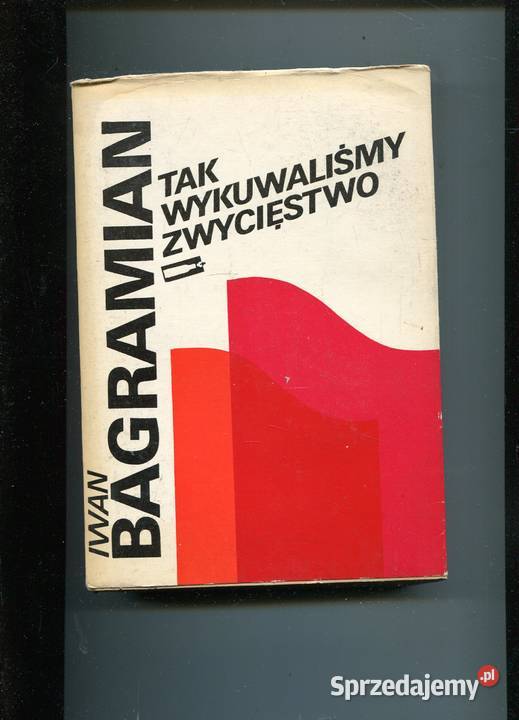 IWAN
BAGRAMIAN
TAK
WYKUWALIŚMY
ZWYCIĘSTWO
Sprzedajemy.pl